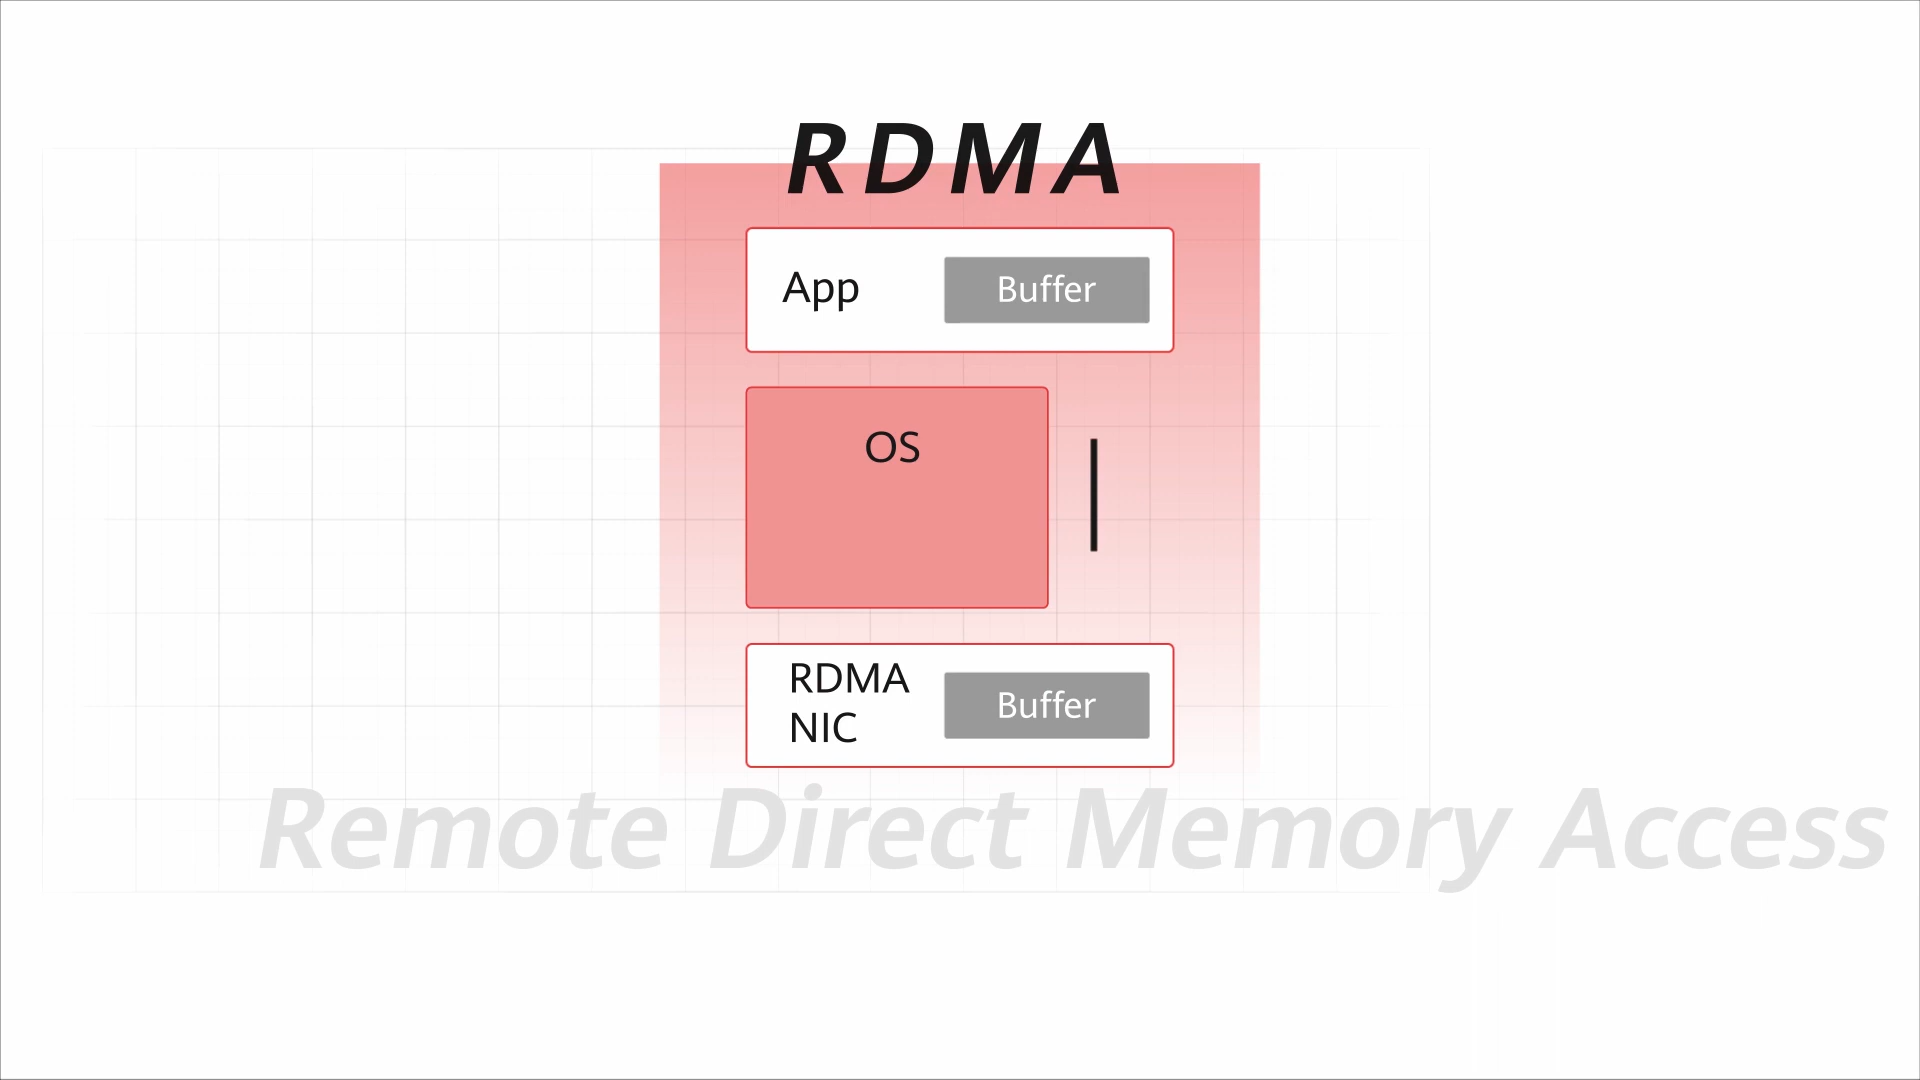 RDMA
App
Buffer
OS
RDMA
NIC
Buffer
Remote Direct Memory Access